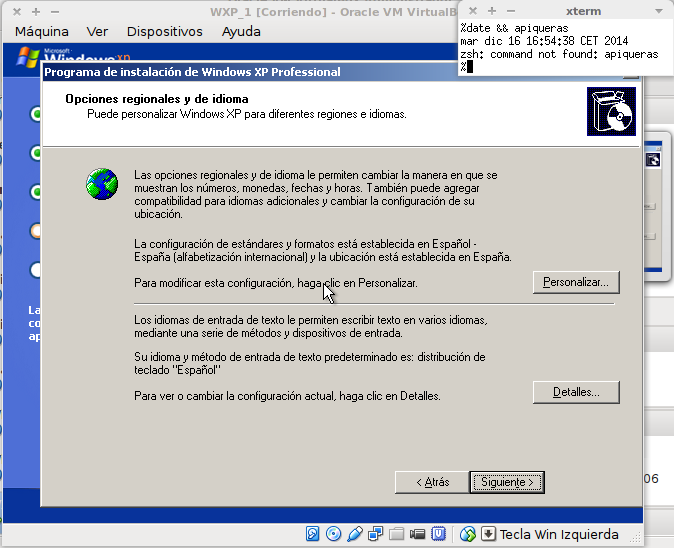 WXP_1 [Corriendo] - Oracle VM VirtualB
xterm
%date && apiqueras
mar dic 16 16:54:38 CET 2014
zsh: command not found: apiqueras
%
Máquina Ver Dispositivos Ayuda
Microsoft
Windows xp
Programa de instalación de Windows XP Professional
Opciones regionales y de idioma
Puede personalizar Windows XP para diferentes regiones e idiomas.
Las opciones regionales y de idioma le permiten cambiar la manera en que se
muestran los números, monedas, fechas y horas. También puede agregar
compatibilidad para idiomas adicionales y cambiar la configuración de su
ubicación.
La configuración de estándares y formatos está establecida en Español -
España (alfabetización internacional) y la ubicación está establecida en España.
Para modificar esta configuración, haga clic en Personalizar.
Personalizar...
La
co
ap
Los idiomas de entrada de texto le permiten escribir texto en varios idiomas,
mediante una serie de métodos y dispositivos de entrada.
Su idioma y método de entrada de texto predeterminado es: distribución de
teclado "Español"
Para ver o cambiar la configuración actual, haga clic en Detalles.
Detalles...
06
< Atrás
Siguiente >
Tecla Win Izquierda